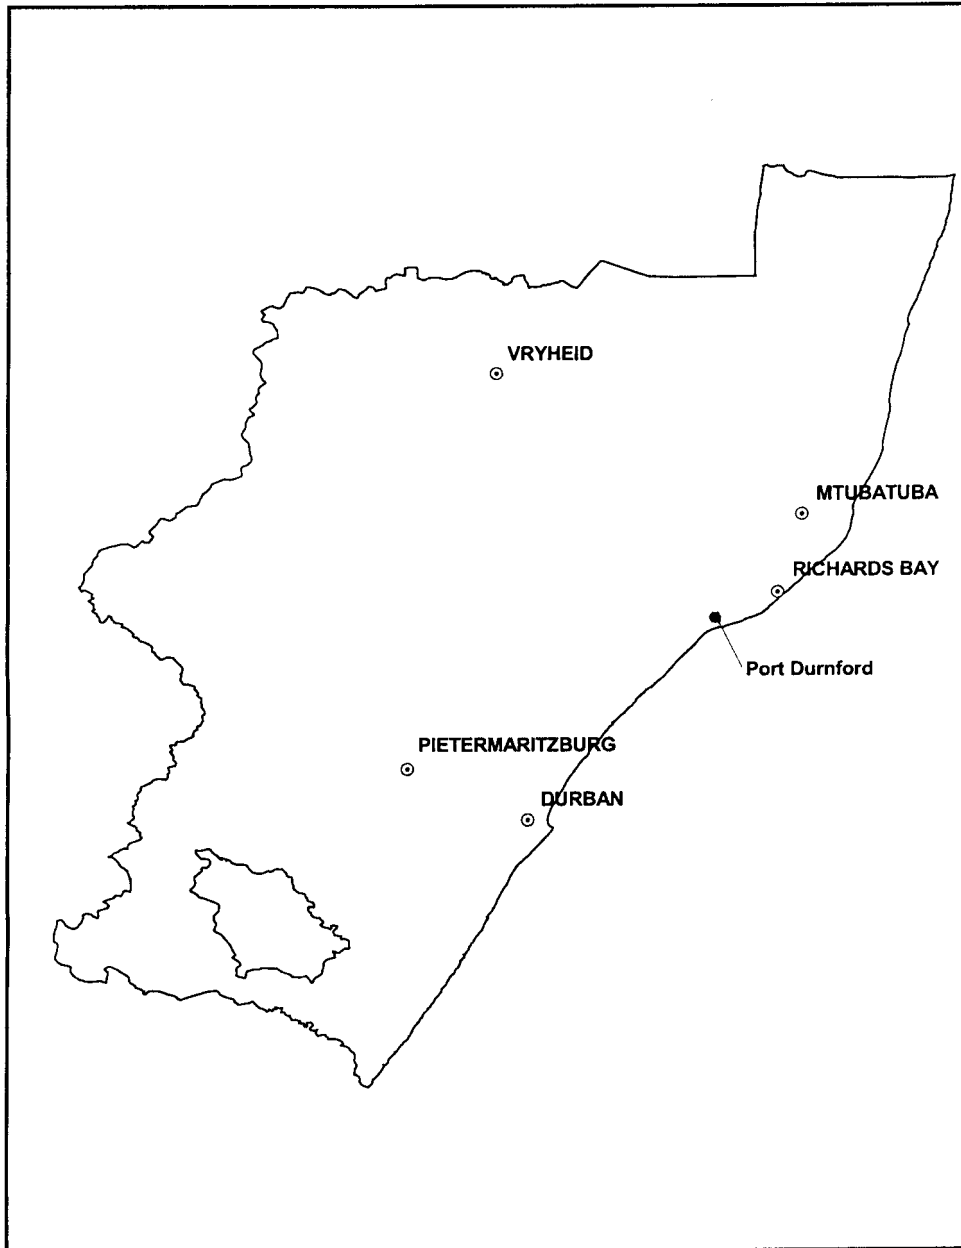 VRYHEID
MTUBATUBA
RICHARDS BAY
Port Durnford
PIETERMARITZBURG
DURBAN